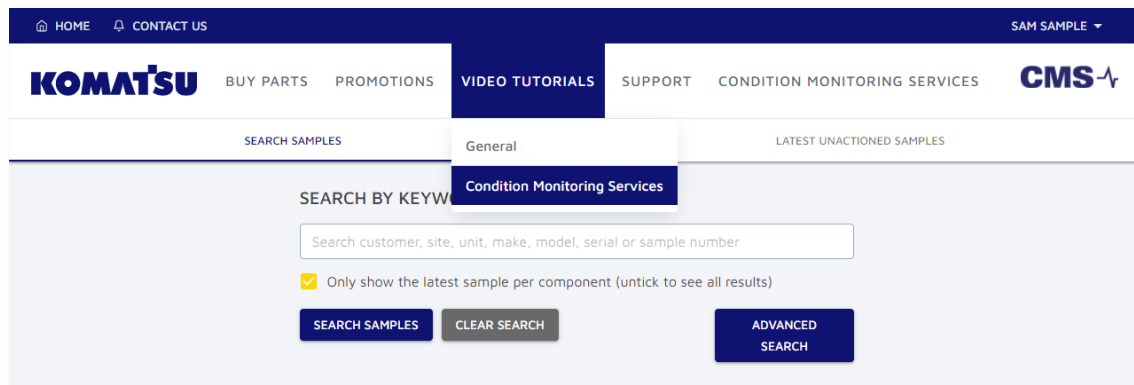 HOME CONTACT US SAM SAMPLE
KOMATSU BUY PARTS PROMOTIONS VIDEO TUTORIALS SUPPORT CONDITION MONITORING SERVICES CMS
SEARCH SAMPLES LATEST UNACTIONED SAMPLES
General
Condition Monitoring Services
SEARCH BY KEYW
Search customer, site, unit, make, model, serial or sample number
Only show the latest sample per component (untick to see all results)
SEARCH SAMPLES CLEAR SEARCH ADVANCED
SEARCH